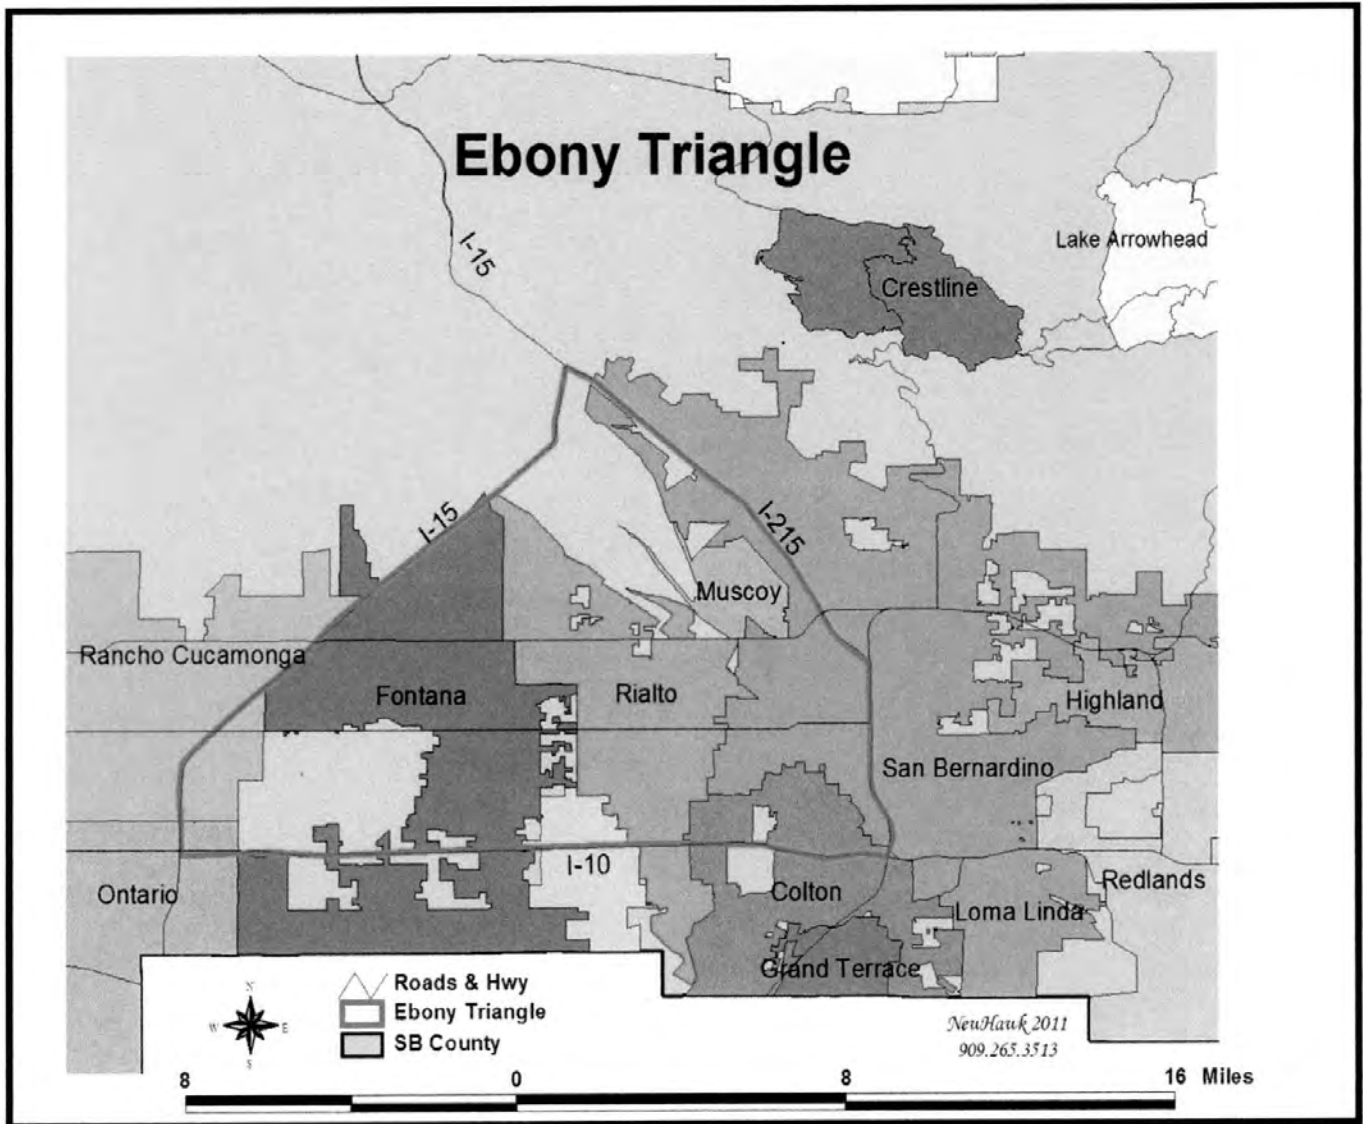 Ebony Triangle
I-15
Lake Arrowhead
Crestline
I-15
I-215
Muscoy
Rancho Cucamonga
Fontana
Rialto
Highland
San Bernardino
I-10
Ontario
Colton
Redlands
Loma Linda
Grand Terrace
N
W E
S
Roads & Hwy
Ebony Triangle
SB County
NeuHawk 2011
909.265.3513
8 0 8 16 Miles